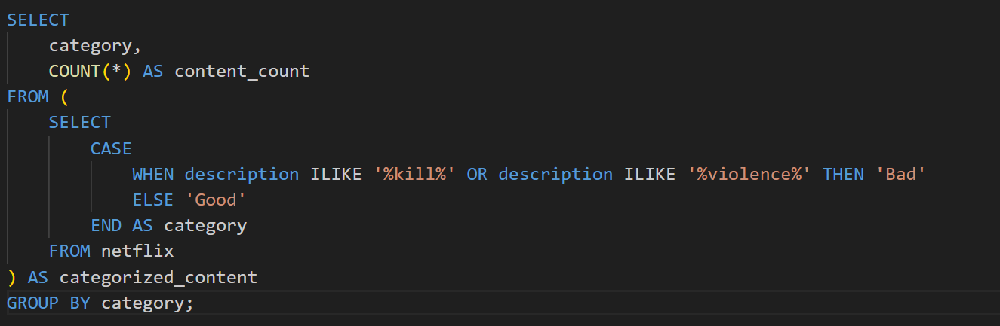 SELECT
    category,
    COUNT(*) AS content_count
FROM (
    SELECT
        CASE
            WHEN description ILIKE '%kill%' OR description ILIKE '%violence%' THEN 'Bad'
            ELSE 'Good'
        END AS category
    FROM netflix
) AS categorized_content
GROUP BY category;